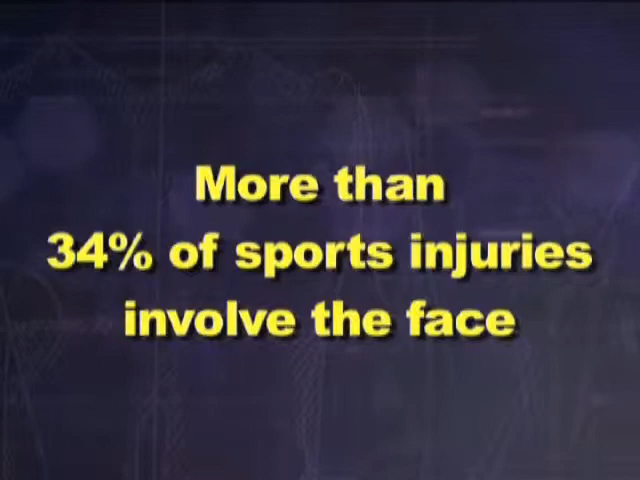 More than
34% of sports injuries
involve the face